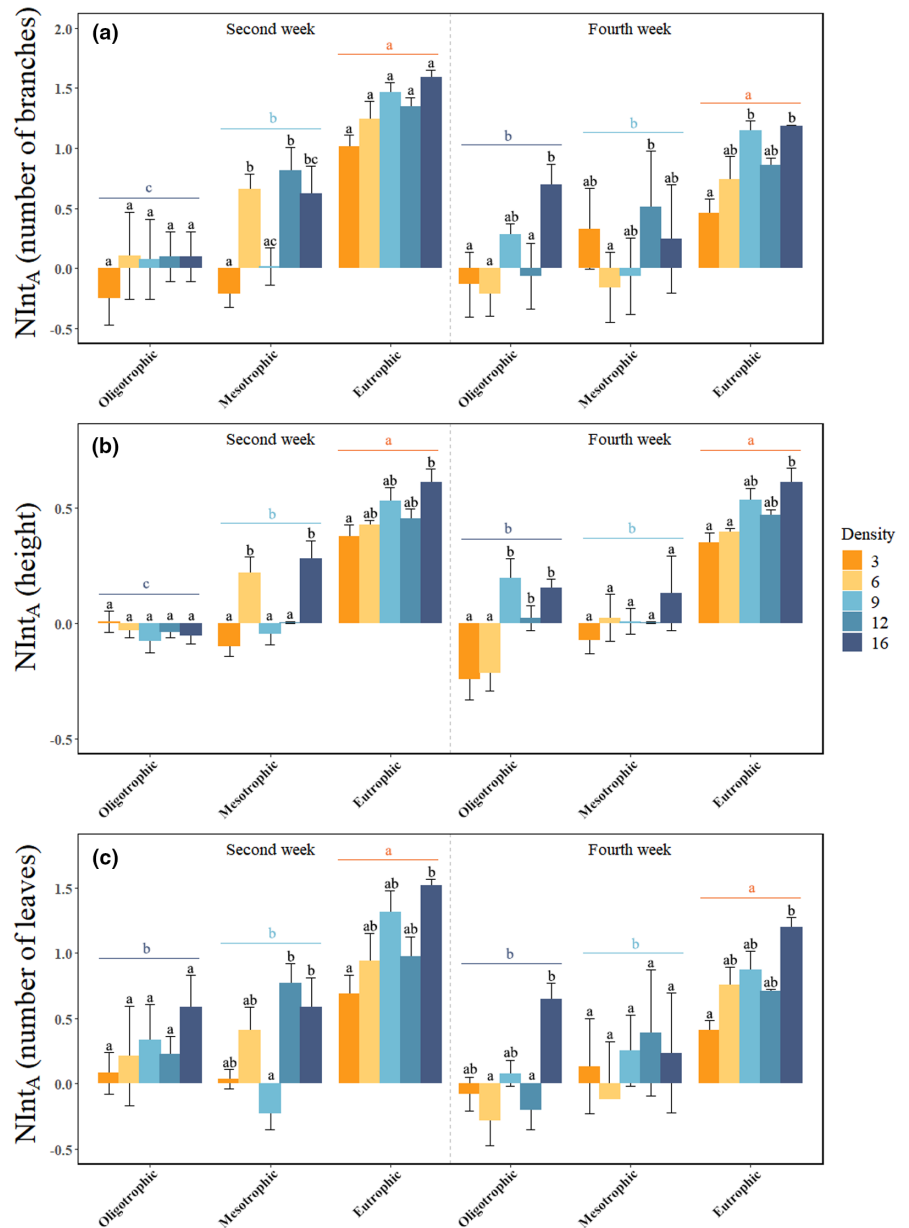 (a)
Second week
Fourth week
NIntA (number of branches)
2.0
1.5
1.0
0.5
0.0
-0.5
c
a a a a a
b
a b ac b bc
a
a a a a a
b
a a ab a b
b
ab a ab b ab
a
a ab b ab b
Oligotrophic
Mesotrophic
Eutrophic
Oligotrophic
Mesotrophic
Eutrophic
(b)
Second week
Fourth week
NIntA (height)
0.5
0.0
-0.5
c
a a a a a
b
a b a a b
a
a ab ab ab b
b
a a b b b
b
a a a a a
a
a a ab ab b
Oligotrophic
Mesotrophic
Eutrophic
Oligotrophic
Mesotrophic
Eutrophic
Density
3
6
9
12
16
(c)
Second week
Fourth week
NIntA (number of leaves)
1.5
1.0
0.5
0.0
-0.5
b
a a a a a
b
ab ab a b b
a
a ab ab ab b
b
ab a ab a b
b
a a a a a
a
a ab ab ab b
Oligotrophic
Mesotrophic
Eutrophic
Oligotrophic
Mesotrophic
Eutrophic